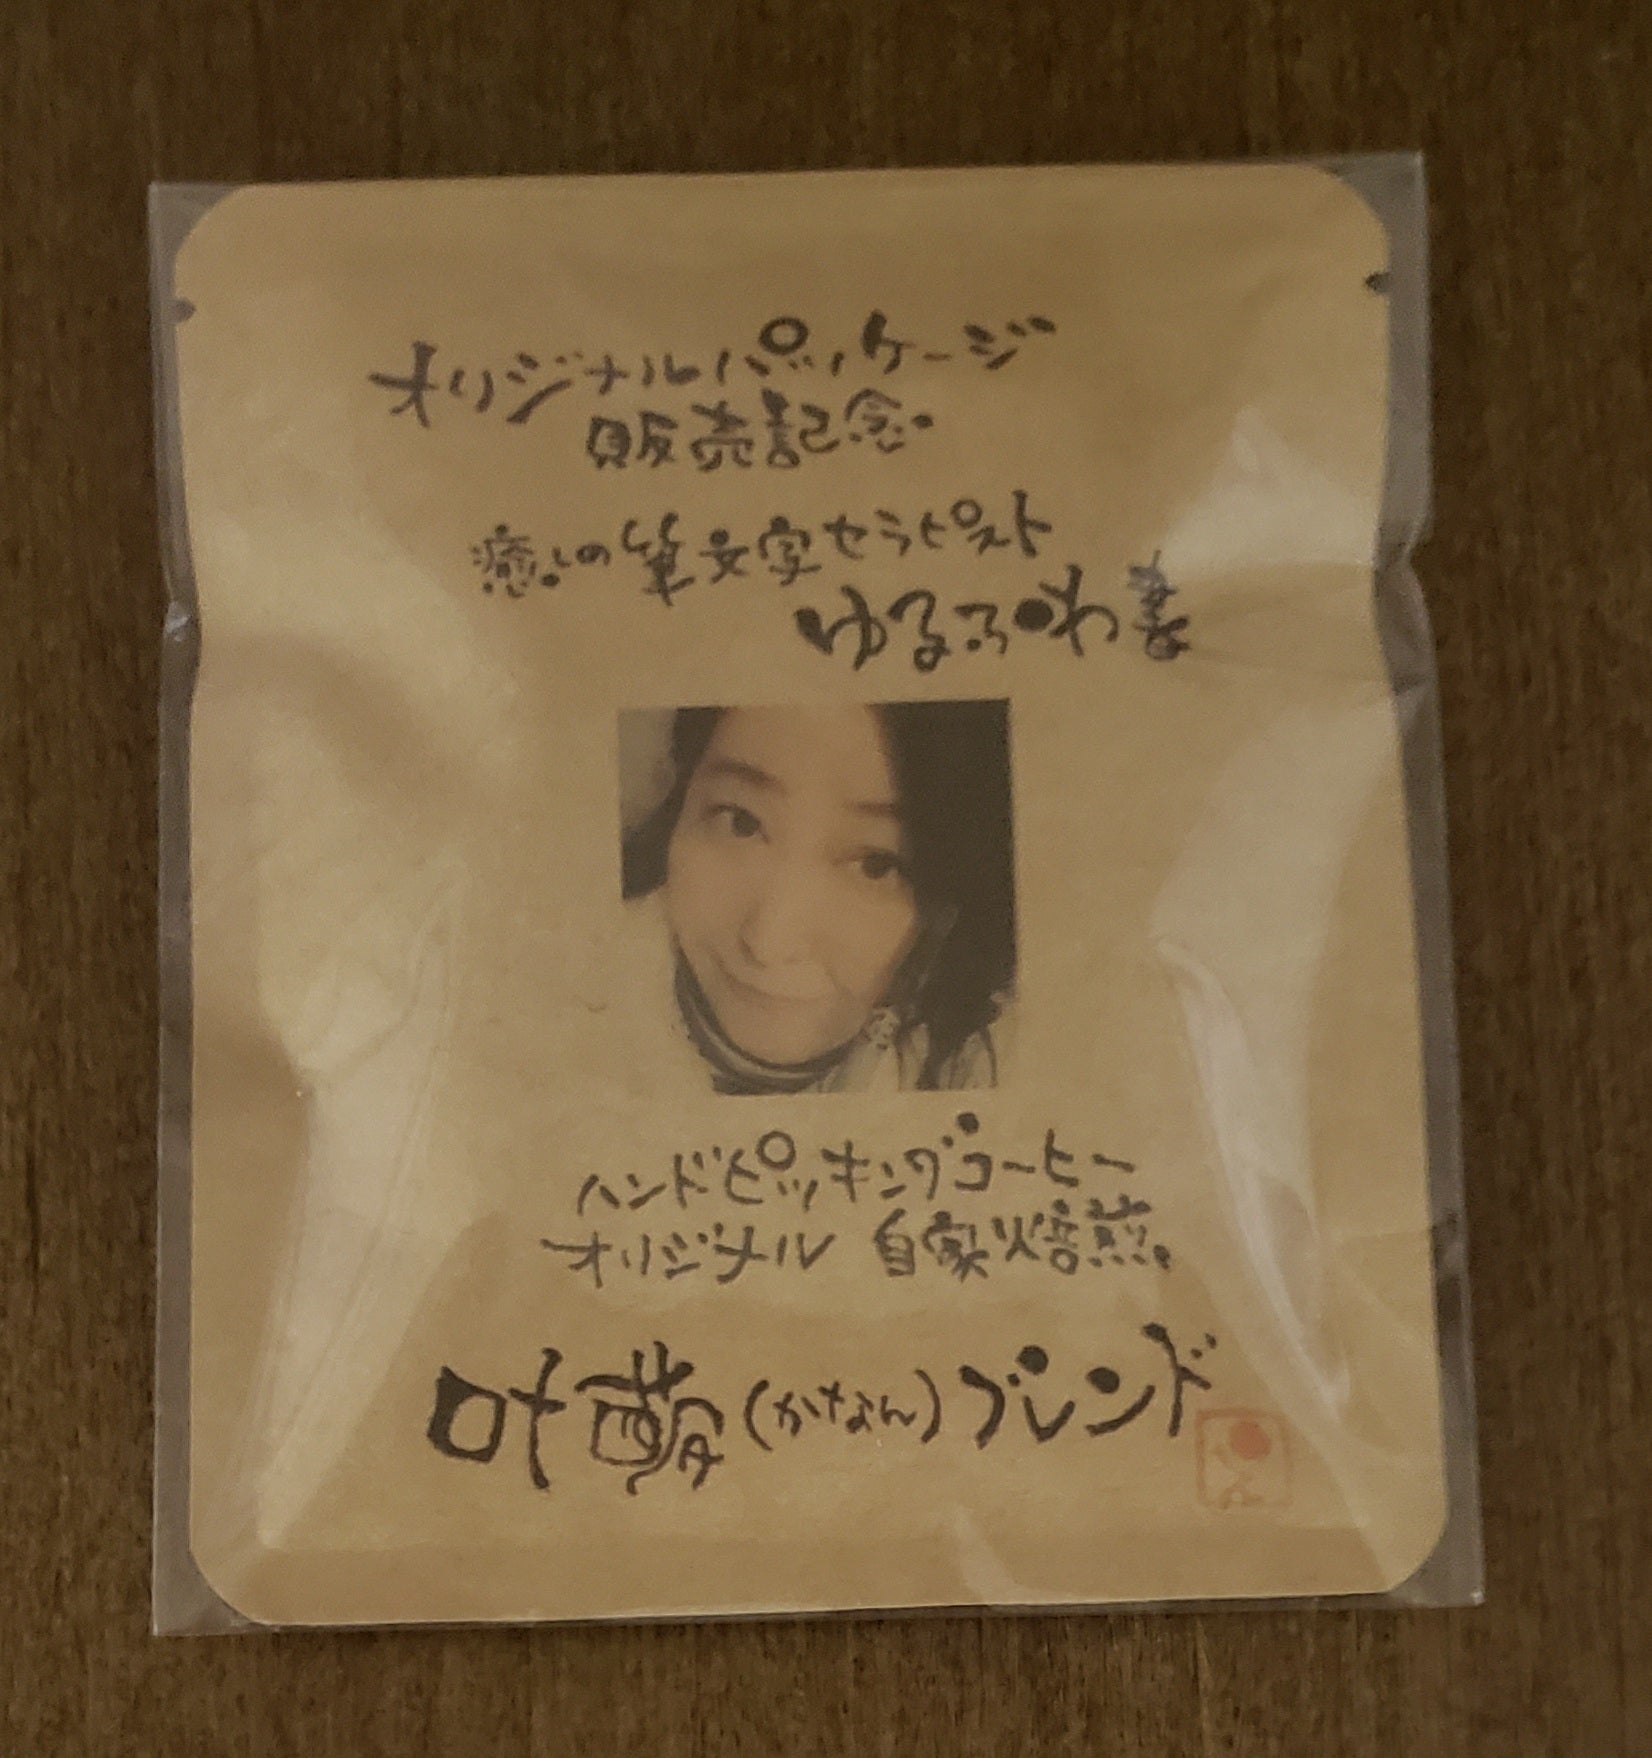 オリジナルパッケージ
販売記念。
癒しの筆文字セラピスト
ゆるふわ妻
ハンドピッキングコーヒー
オリジナル 自家焙煎。
叶萌(かなん)ブレンド